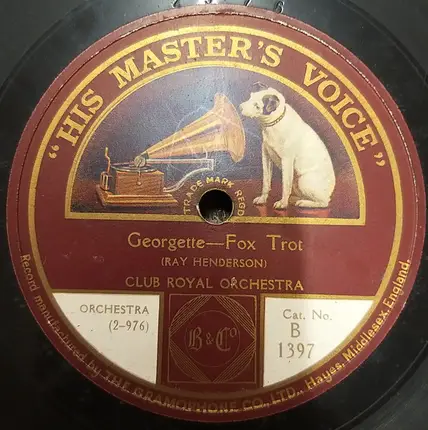 "HIS MASTER'S VOICE"
TRADE MARK REGD
Georgette—Fox Trot
(RAY HENDERSON)
CLUB ROYAL ORCHESTRA
ORCHESTRA
(2-976)
B & Co
Cat. No.
B
1397
Record manufactured by THE GRAMOPHONE CO, LTD., Hayes, Middlesex, England.